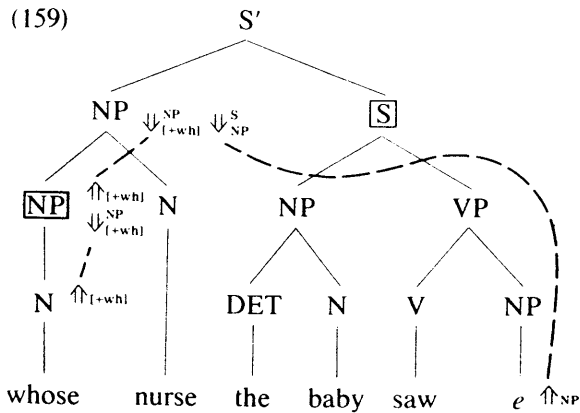 (159)
S′
NP ⇓NP[+wh] ⇓S NP S
NP ⇑[+wh] N NP VP
⇓NP[+wh]
N ⇑[+wh] DET N V NP
whose nurse the baby saw e ⇑NP